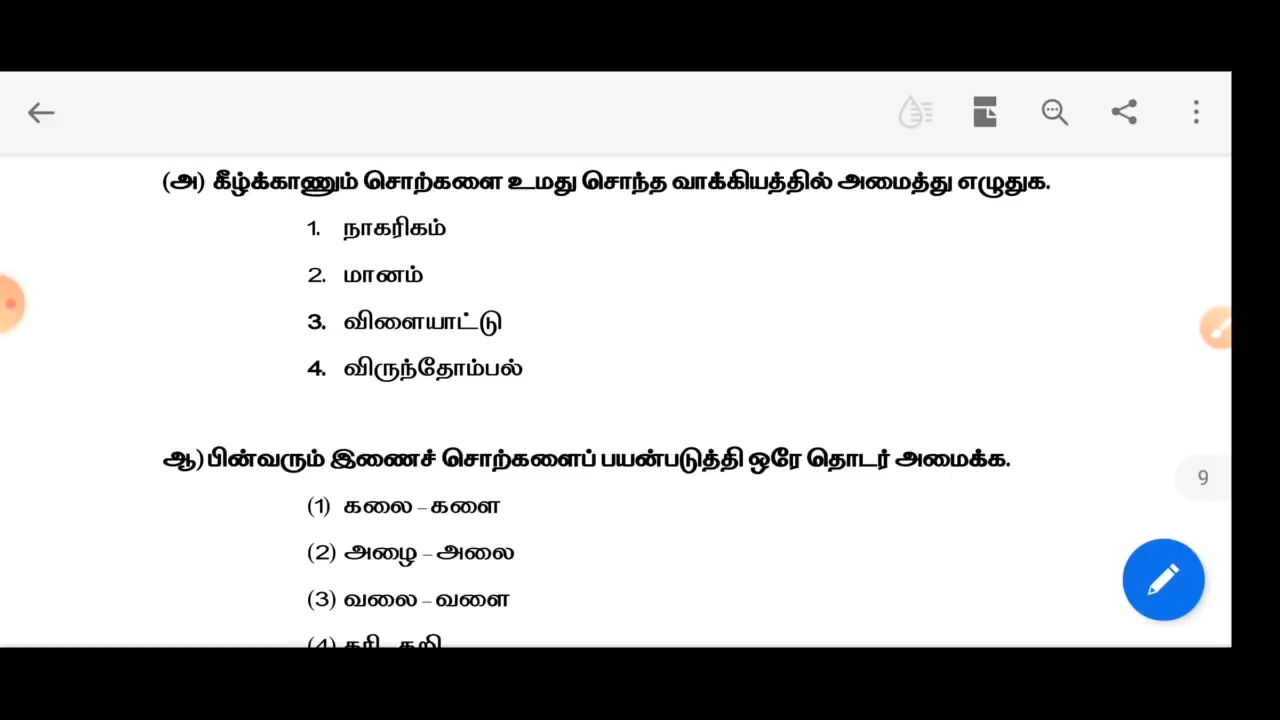 (அ) கீழ்க்காணும் சொற்களை உமது சொந்த வாக்கியத்தில் அமைத்து எழுதுக.
1. நாகரிகம்
2. மானம்
3. விளையாட்டு
4. விருந்தோம்பல்
ஆ) பின்வரும் இணைச் சொற்களைப் பயன்படுத்தி ஒரே தொடர் அமைக்க.
9
(1) கலை – களை
(2) அழை – அலை
(3) வலை – வளை
(4)